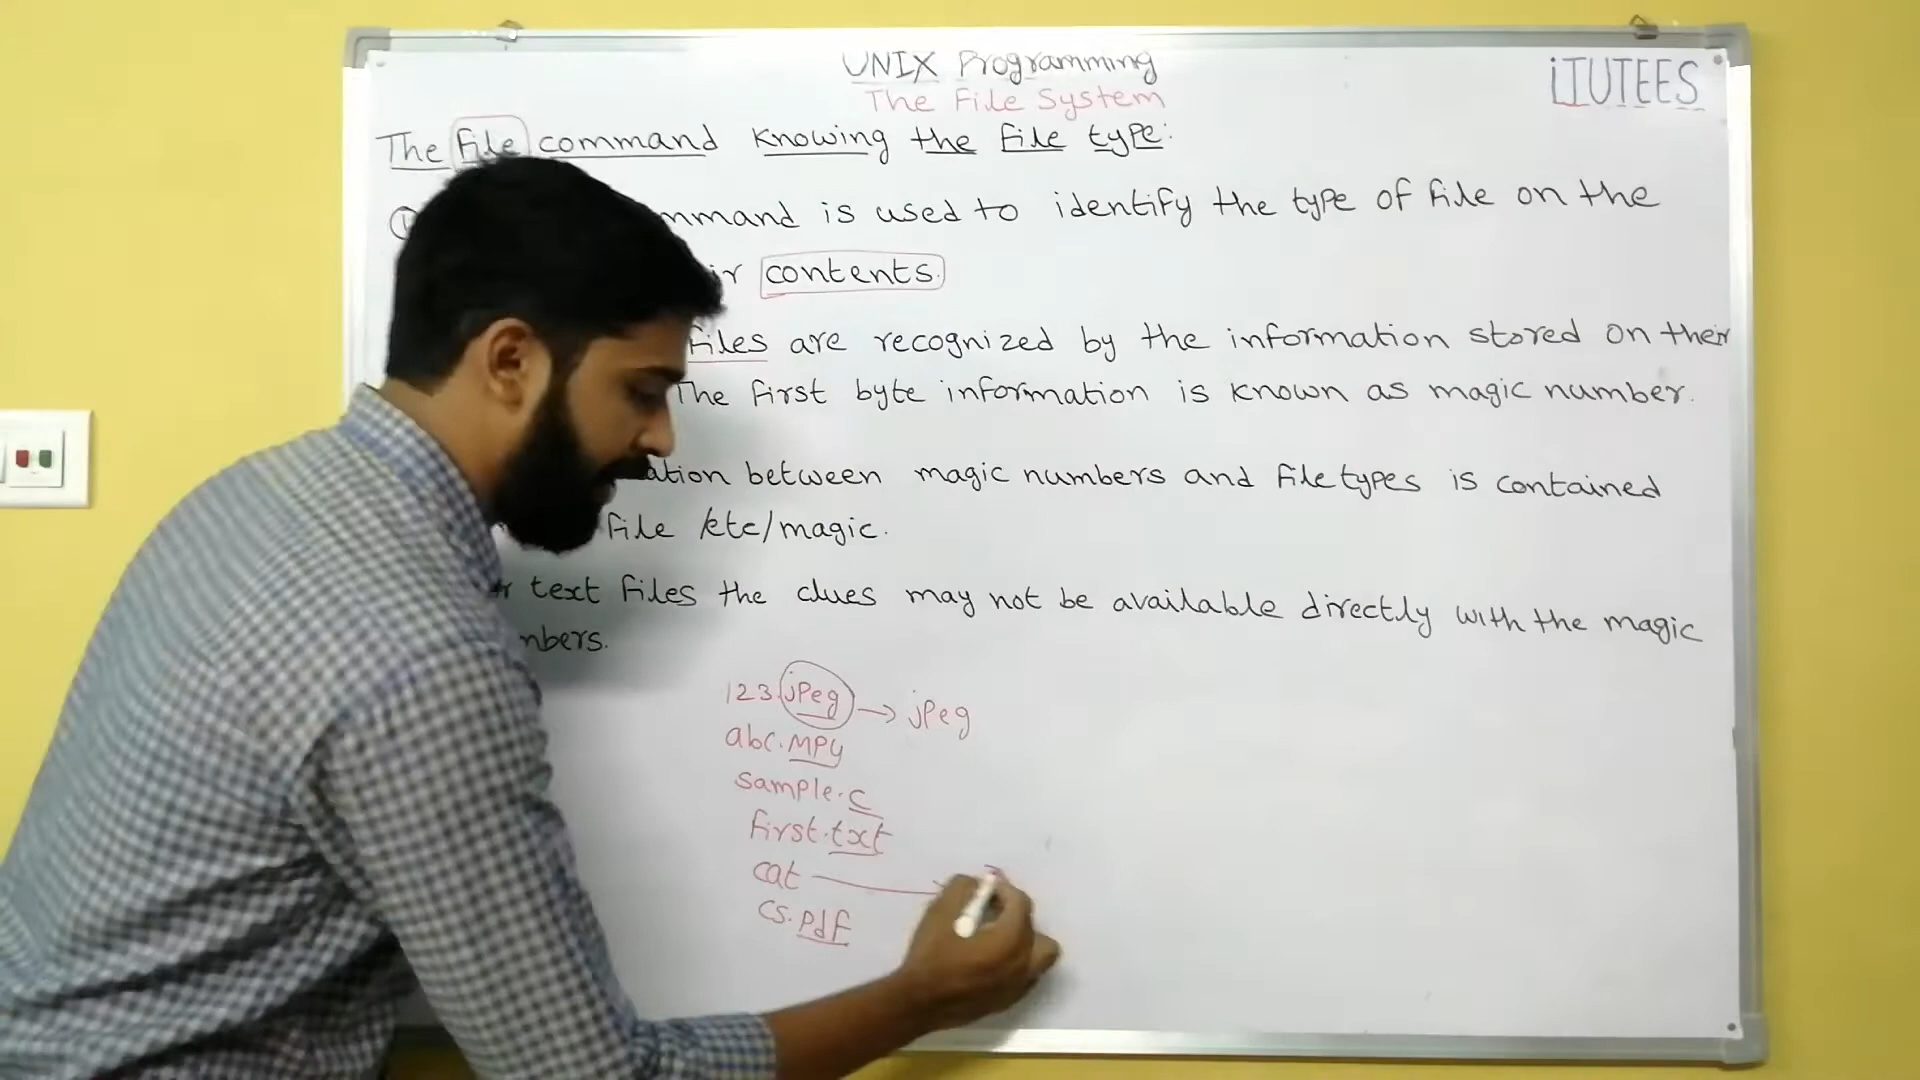 UNIX Programming
iTUTEES
The File System
The File command knowing the file type:
mmand is used to identify the type of file on the
contents.
files are recognized by the information stored on their
The first byte information is known as magic number.
ation between magic numbers and file types is contained
file /etc/magic.
text files the clues may not be available directly with the magic
mbers.
123.jpeg → jpeg
abc.MPy
sample.c
first.txt
cat
cs.pdf